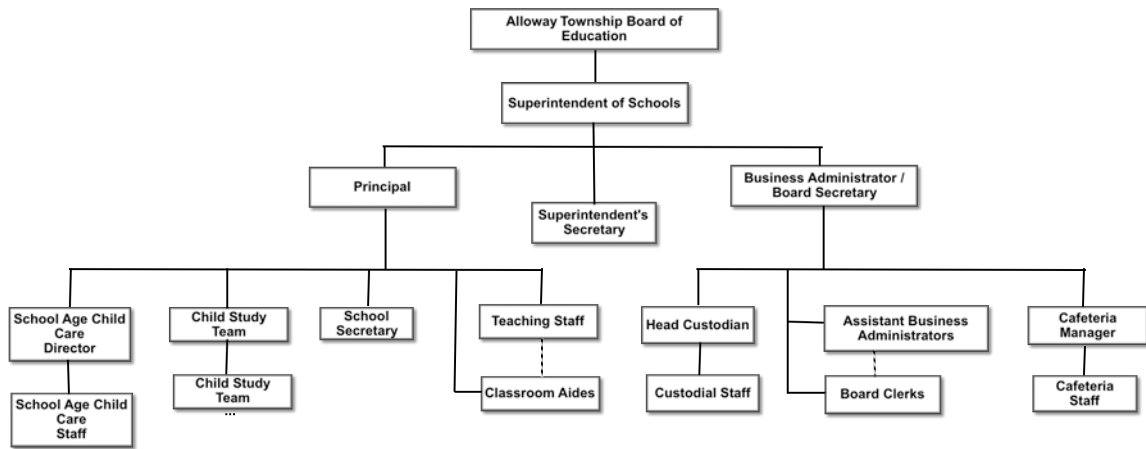 Alloway Township Board of
Education
Superintendent of Schools
Principal
Business Administrator /
Board Secretary
Superintendent's
Secretary
School Age Child
Care
Director
Child Study
Team
School
Secretary
Teaching Staff
Head Custodian
Assistant Business
Administrators
Cafeteria
Manager
School Age Child
Care
Staff
Child Study
Team
...
Classroom Aides
Custodial Staff
Board Clerks
Cafeteria
Staff